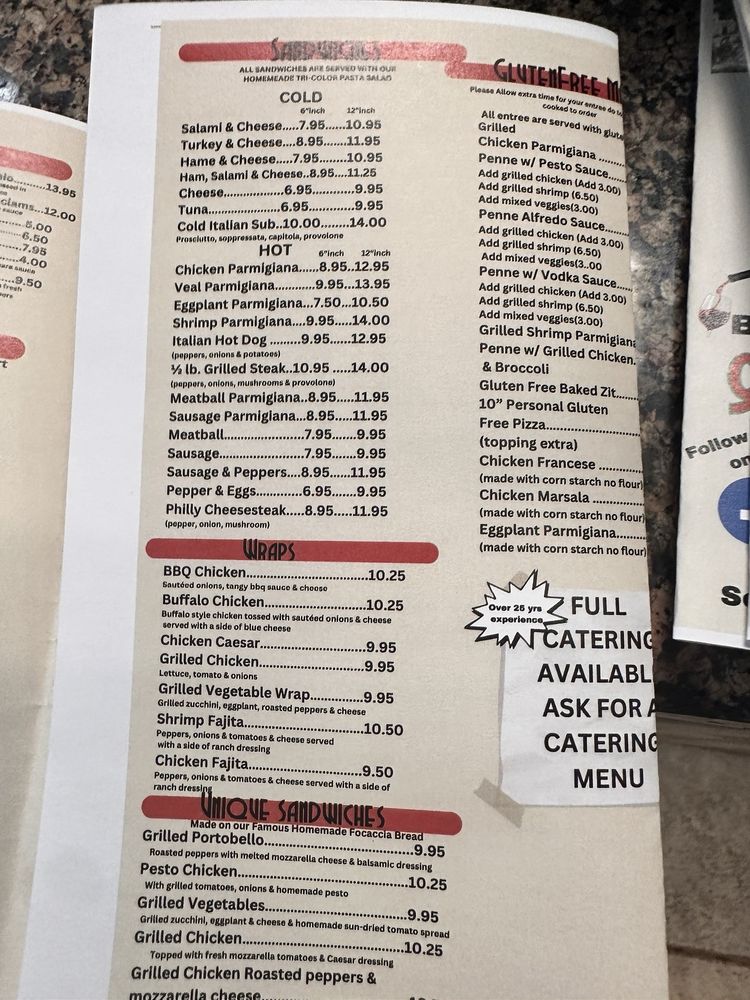 SANDWICHES
ALL SANDWICHES ARE SERVED WITH OUR
HOMEMEADE TRI-COLOR PASTA SALAD
COLD
6"inch 12"inch
Salami & Cheese.....7.95......10.95
Turkey & Cheese....8.95......11.95
Hame & Cheese.....7.95.......10.95
Ham, Salami & Cheese..8.95...11.25
Cheese.....................6.95...........9.95
Tuna........................6.95...........9.95
Cold Italian Sub..10.00........14.00
Prosciutto, soppressata, capitola, provolone
HOT
6"inch 12"inch
Chicken Parmigiana.....8.95..12.95
Veal Parmigiana...........9.95...13.95
Eggplant Parmigiana...7.50...10.50
Shrimp Parmigiana....9.95.....14.00
Italian Hot Dog .........9.95.....12.95
(peppers, onions & potatoes)
½ lb. Grilled Steak..10.95 .....14.00
(peppers, onions, mushrooms & provolone)
Meatball Parmigiana..8.95.....11.95
Sausage Parmigiana...8.95.....11.95
Meatball.....................7.95......9.95
Sausage.....................7.95......9.95
Sausage & Peppers....8.95.....11.95
Pepper & Eggs............6.95......9.95
Philly Cheesesteak.....8.95.....11.95
(pepper, onion, mushroom)
WRAPS
BBQ Chicken.......................................10.25
Sautéed onions, tangy bbq sauce & cheese
Buffalo Chicken..................................10.25
Buffalo style chicken tossed with sautéed onions & cheese
served with a side of blue cheese
Chicken Caesar...................................9.95
Grilled Chicken...................................9.95
Lettuce, tomato & onions
Grilled Vegetable Wrap.................9.95
Grilled zucchini, eggplant, roasted peppers & cheese
Shrimp Fajita.......................................10.50
Peppers, onions & tomatoes & cheese served
with a side of ranch dressing
Chicken Fajita.....................................9.50
Peppers, onions & tomatoes & cheese served with a side of
ranch dressing
UNIQUE SANDWICHES
Made on our Famous Homemade Focaccia Bread
Grilled Portobello.............................................9.95
Roasted peppers with melted mozzarella cheese & balsamic dressing
Pesto Chicken...................................................10.25
With grilled tomatoes, onions & homemade pesto
Grilled Vegetables..........................................9.95
Grilled zucchini, eggplant & cheese & homemade sun-dried tomato spread
Grilled Chicken................................................10.25
Topped with fresh mozzarella tomatoes & Caesar dressing
Grilled Chicken Roasted peppers &
mozzarella cheese
GLUTENFREE M
Please Allow extra time for your entree
cooked to order
All entree are served with
Grilled
Chicken Parmigiana .......
Penne w/ Pesto Sauce......
Add grilled chicken (Add 3.00)
Add grilled shrimp (6.50)
Add mixed veggies(3.00)
Penne Alfredo Sauce.......
Add grilled chicken (Add 3.00)
Add grilled shrimp (6.50)
Add mixed veggies(3..00
Penne w/ Vodka Sauce.....
Add grilled chicken (Add 3.00)
Add grilled shrimp (6.50)
Add mixed veggies(3.00)
Grilled Shrimp Parmigiana
Penne w/ Grilled Chicken.
& Broccoli
Gluten Free Baked Zit......
10" Personal Gluten
Free Pizza.......................
(topping extra)
Chicken Francese ...........
(made with corn starch no flour)
Chicken Marsala .............
(made with corn starch no flour)
Eggplant Parmigiana........
(made with corn starch no flour)
Over 25 yrs
experience
FULL
CATERING
AVAILABL
ASK FOR A
CATERING
MENU
13.95
12.00
6.50
7.95
4.00
9.50
Follow
on